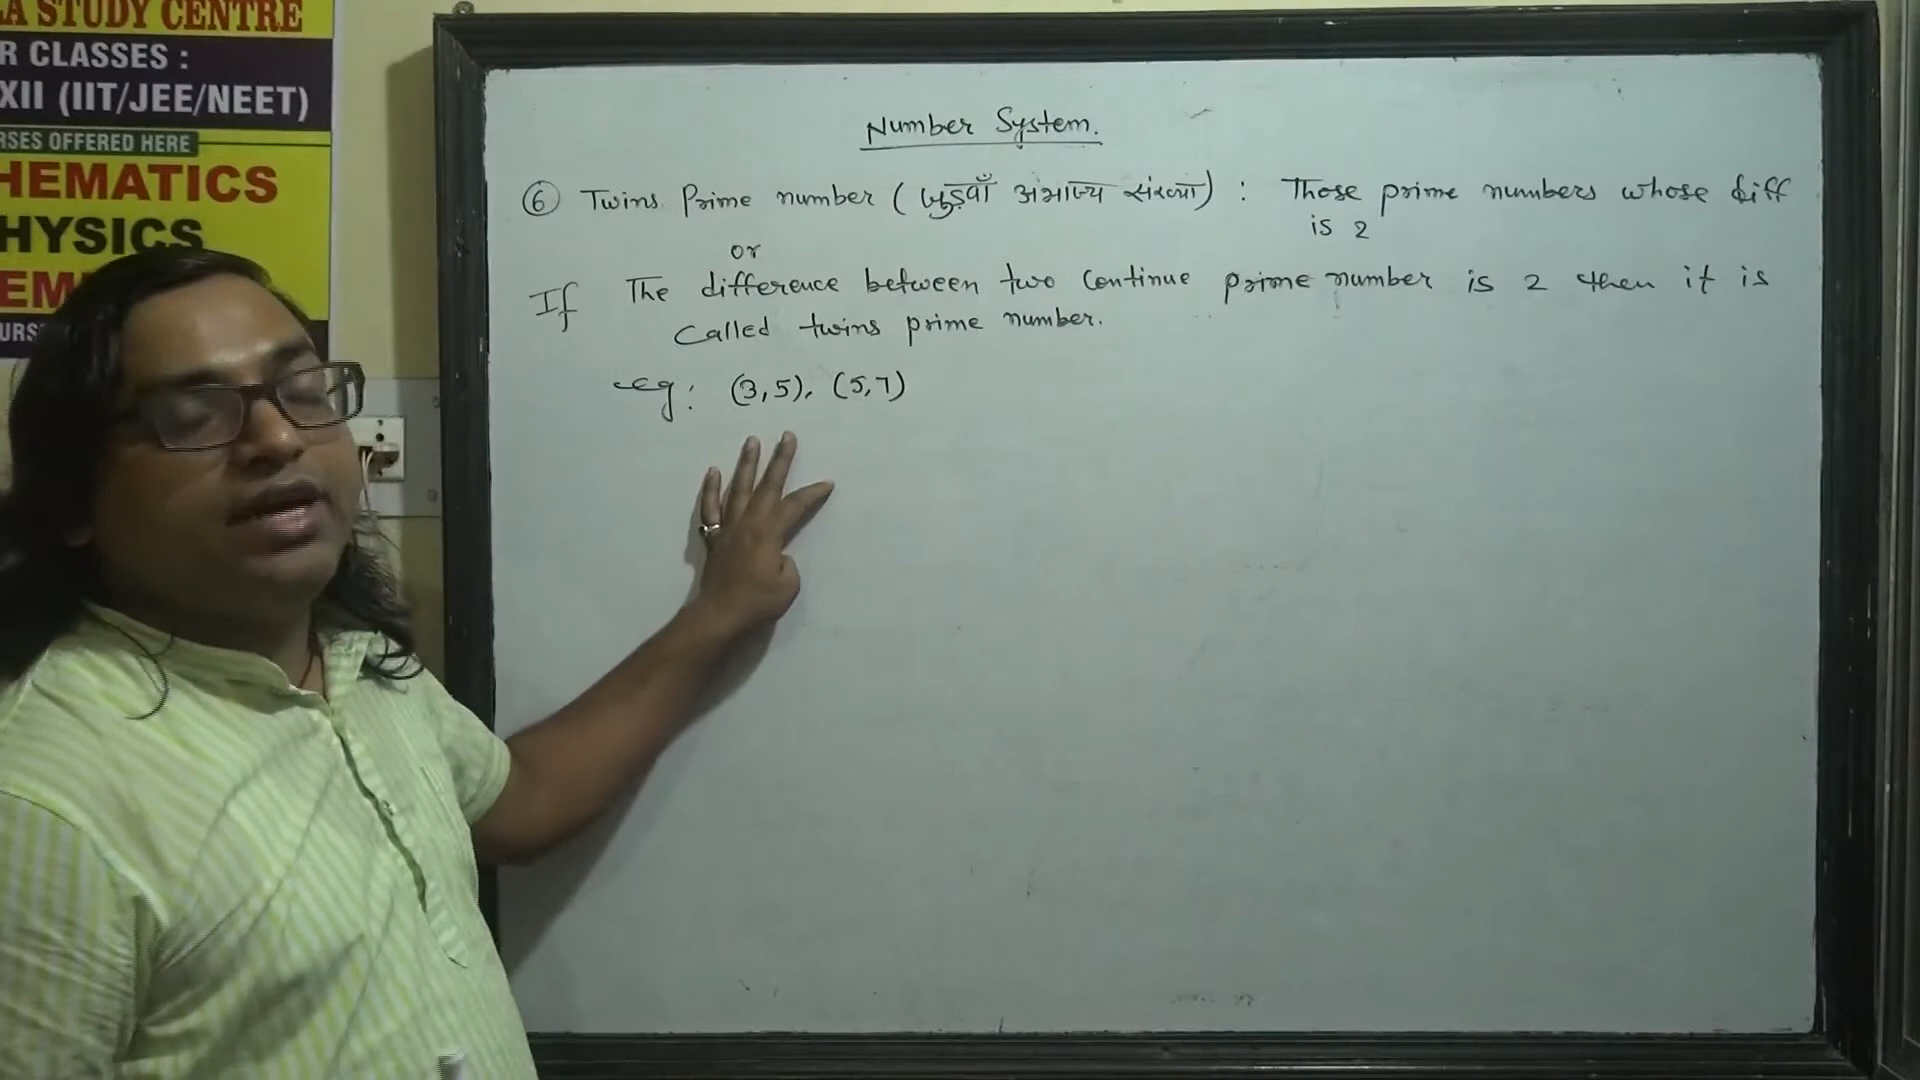 A STUDY CENTRE
R CLASSES :
XII (IIT/JEE/NEET)
RSES OFFERED HERE
HEMATICS
HYSICS
EM
URS
Number System.
⑥ Twins Prime number (जुड़वाँ अभाज्य संख्या) : Those prime numbers whose diff
is 2
or
If The difference between two continue prime number is 2 then it is
called twins prime number.
eg: (3,5), (5,7)